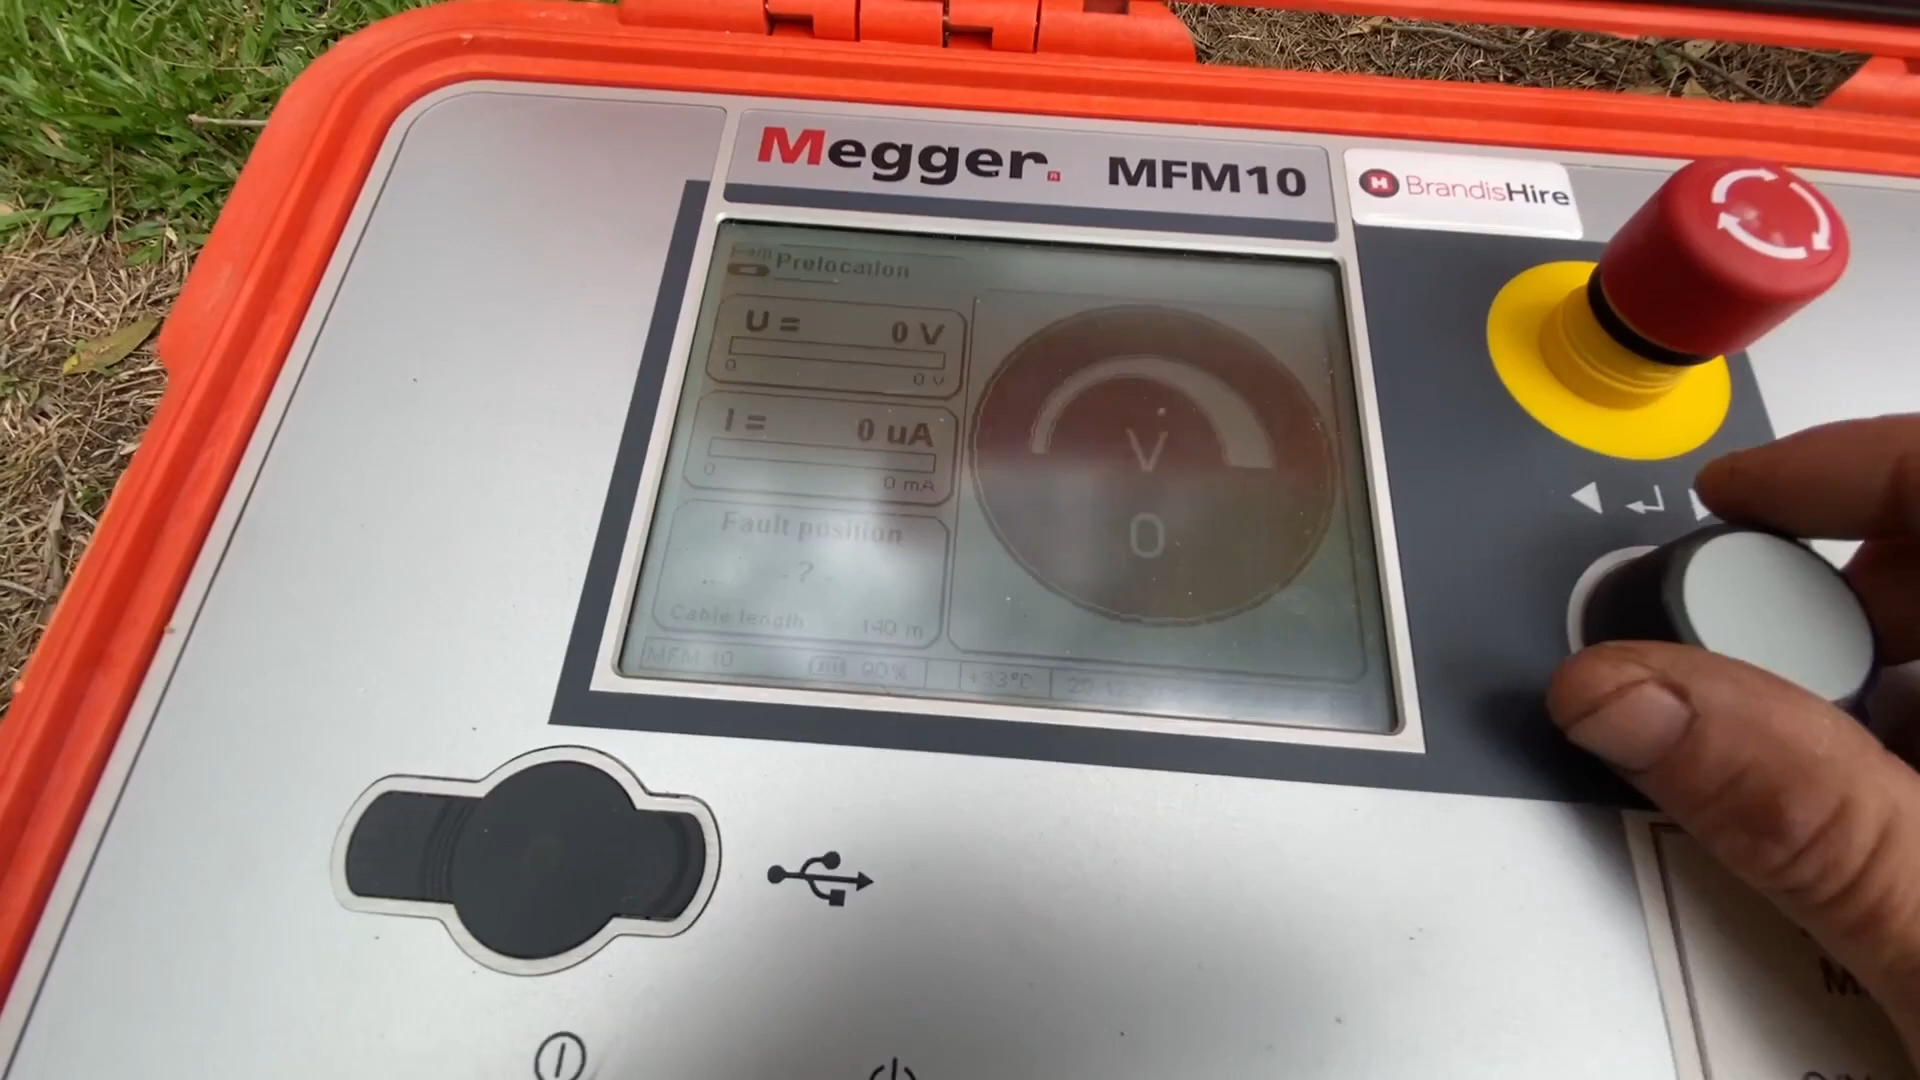 Megger. MFM10
H BrandisHire
Prelocation
U = 0 V
0 0 V
I = 0 uA
0 0 mA
Fault position
?
Cable length 140 m
V
0
MFM 10 90% +33°C